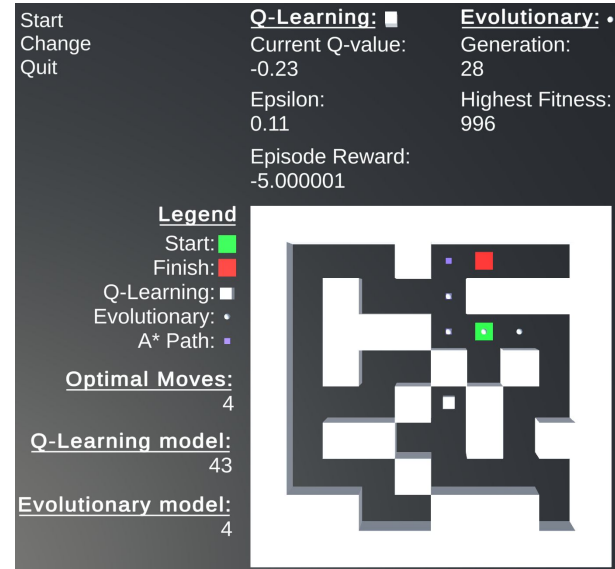 Start
Change
Quit
Q-Learning:
Current Q-value:
-0.23
Epsilon:
0.11
Episode Reward:
-5.000001
Evolutionary:
Generation:
28
Highest Fitness:
996
Legend
Start:
Finish:
Q-Learning:
Evolutionary:
A* Path:
Optimal Moves:
4
Q-Learning model:
43
Evolutionary model:
4